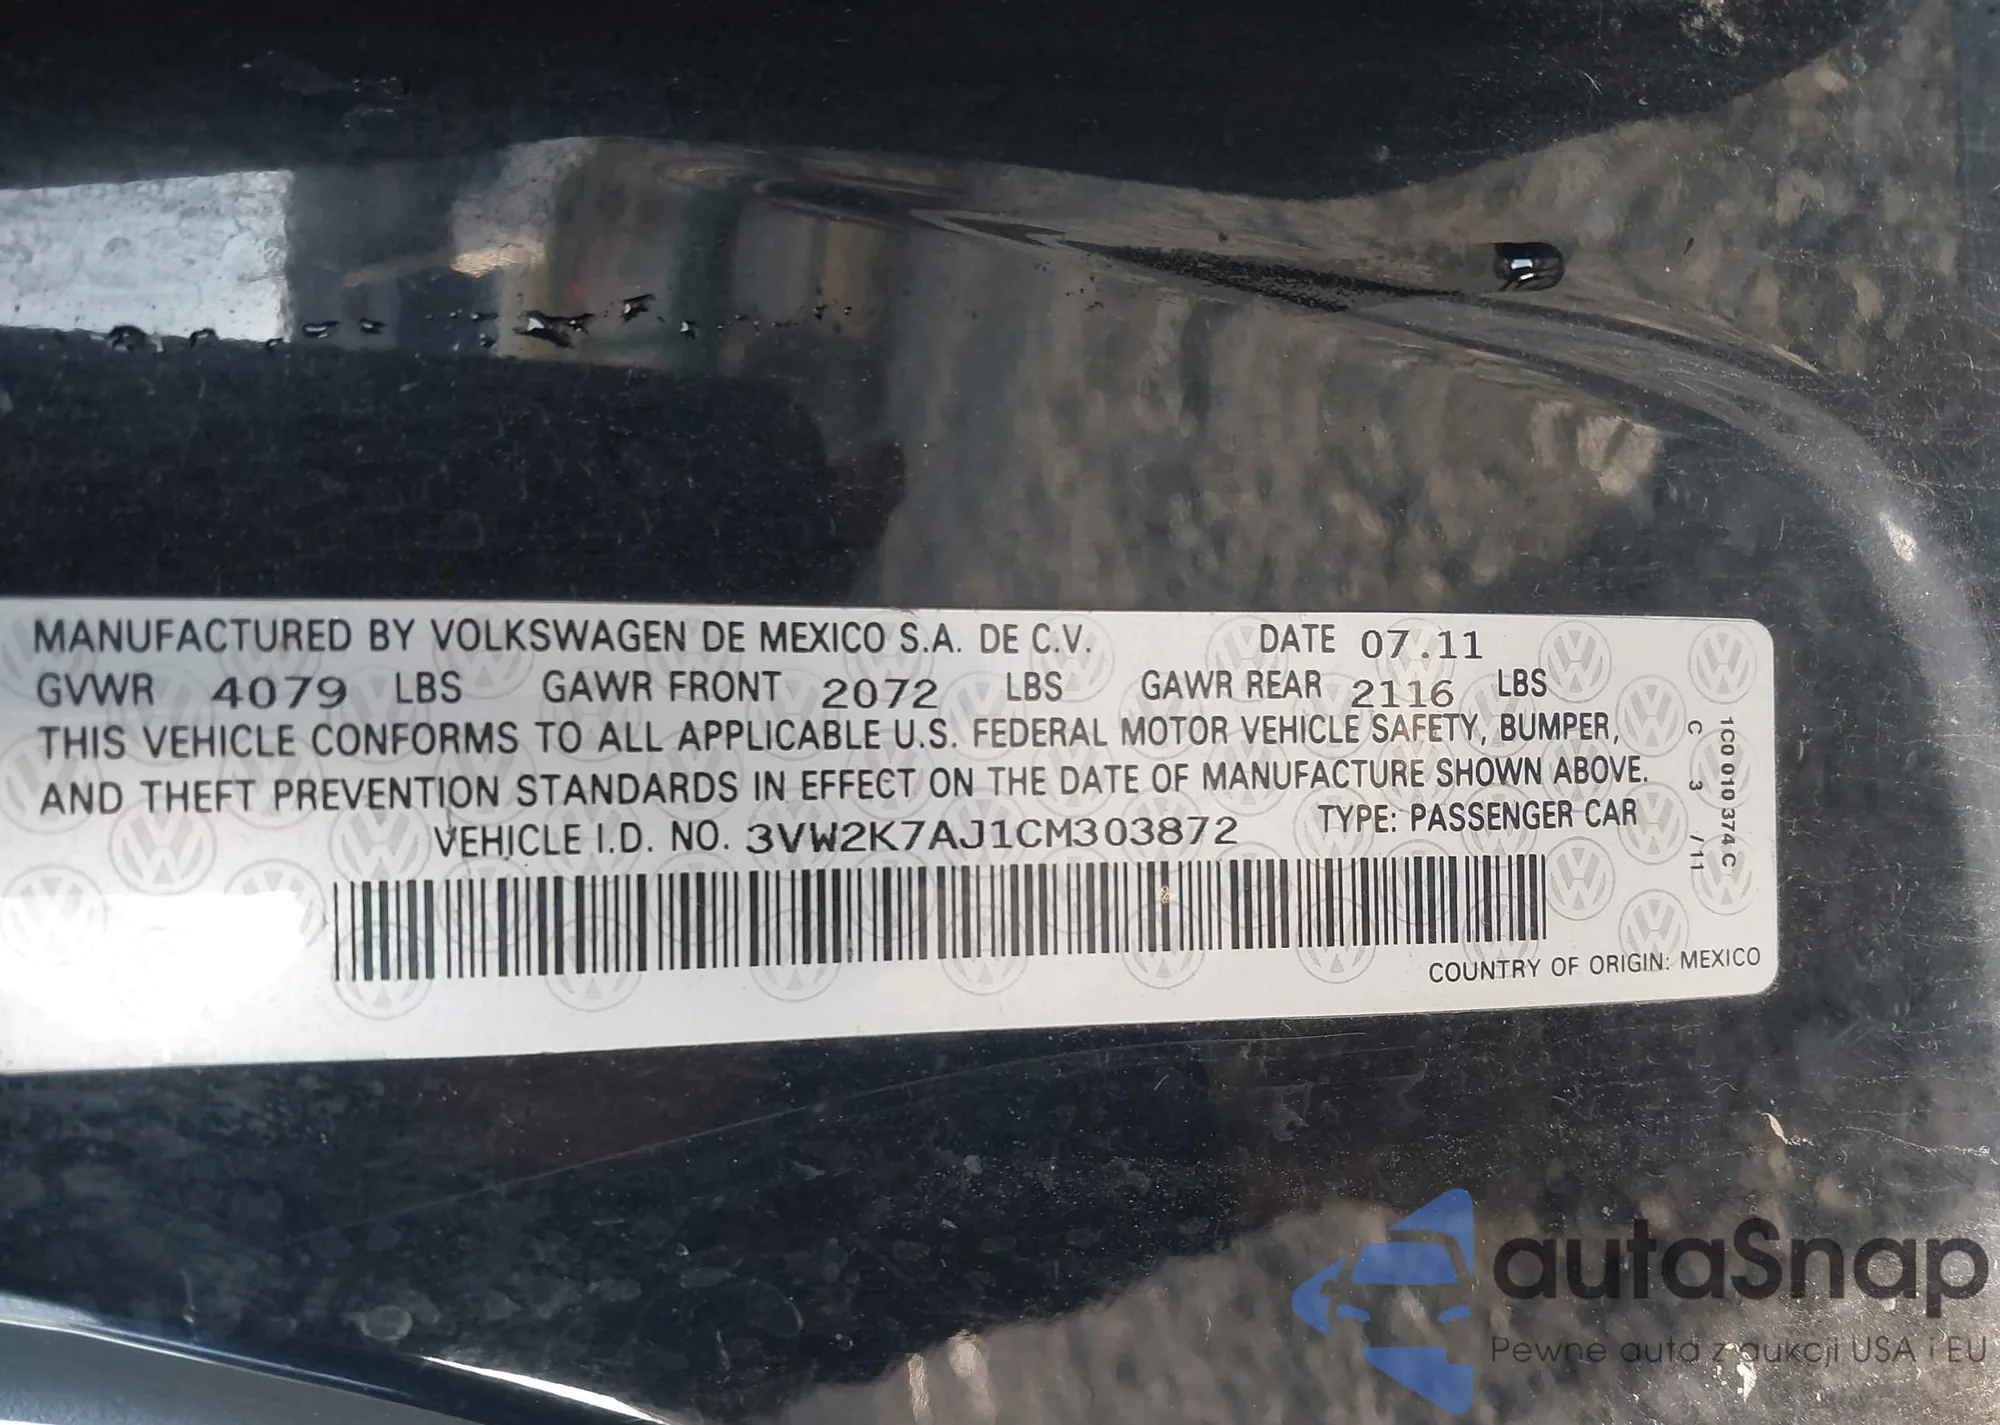 MANUFACTURED BY VOLKSWAGEN DE MEXICO S.A. DE C.V. DATE 07.11
GVWR 4079 LBS GAWR FRONT 2072 LBS GAWR REAR 2116 LBS
THIS VEHICLE CONFORMS TO ALL APPLICABLE U.S. FEDERAL MOTOR VEHICLE SAFETY, BUMPER,
AND THEFT PREVENTION STANDARDS IN EFFECT ON THE DATE OF MANUFACTURE SHOWN ABOVE.
VEHICLE I.D. NO. 3VW2K7AJ1CM303872 TYPE: PASSENGER CAR
COUNTRY OF ORIGIN: MEXICO
1C0 010 374 C
C 3 /11
autaSnap
Pewne auta z aukcji USA i EU